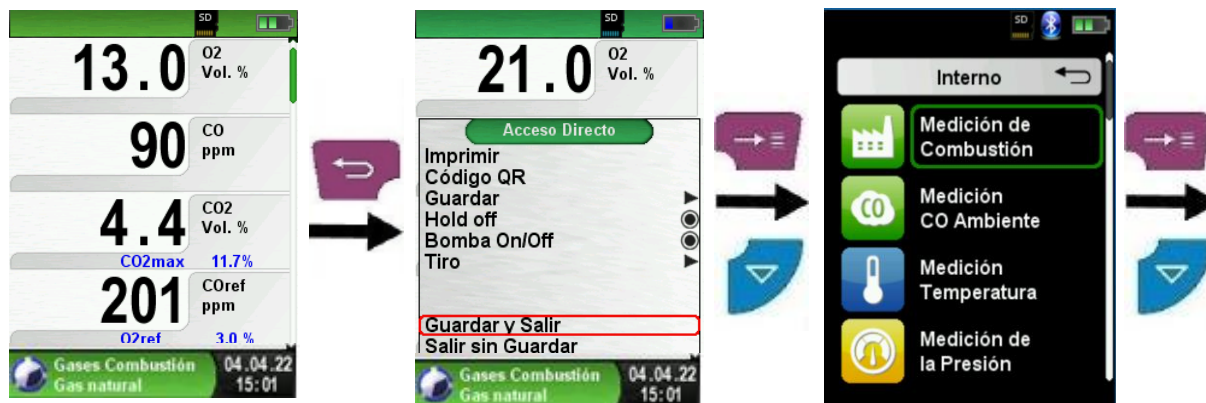 SD
13.0 O2
Vol. %
90 CO
ppm
4.4 CO2
Vol. %
CO2max 11.7%
201 COref
ppm
O2ref 3.0 %
Gases Combustión 04.04.22
Gas natural 15:01
SD
21.0 O2
Vol. %
Acceso Directo
Imprimir
Código QR
Guardar
Hold off
Bomba On/Off
Tiro
Guardar y Salir
Salir sin Guardar
Gases Combustión 04.04.22
Gas natural 15:01
SD
Interno
Medición de
Combustión
CO
Medición
CO Ambiente
Medición
Temperatura
Medición de
la Presión